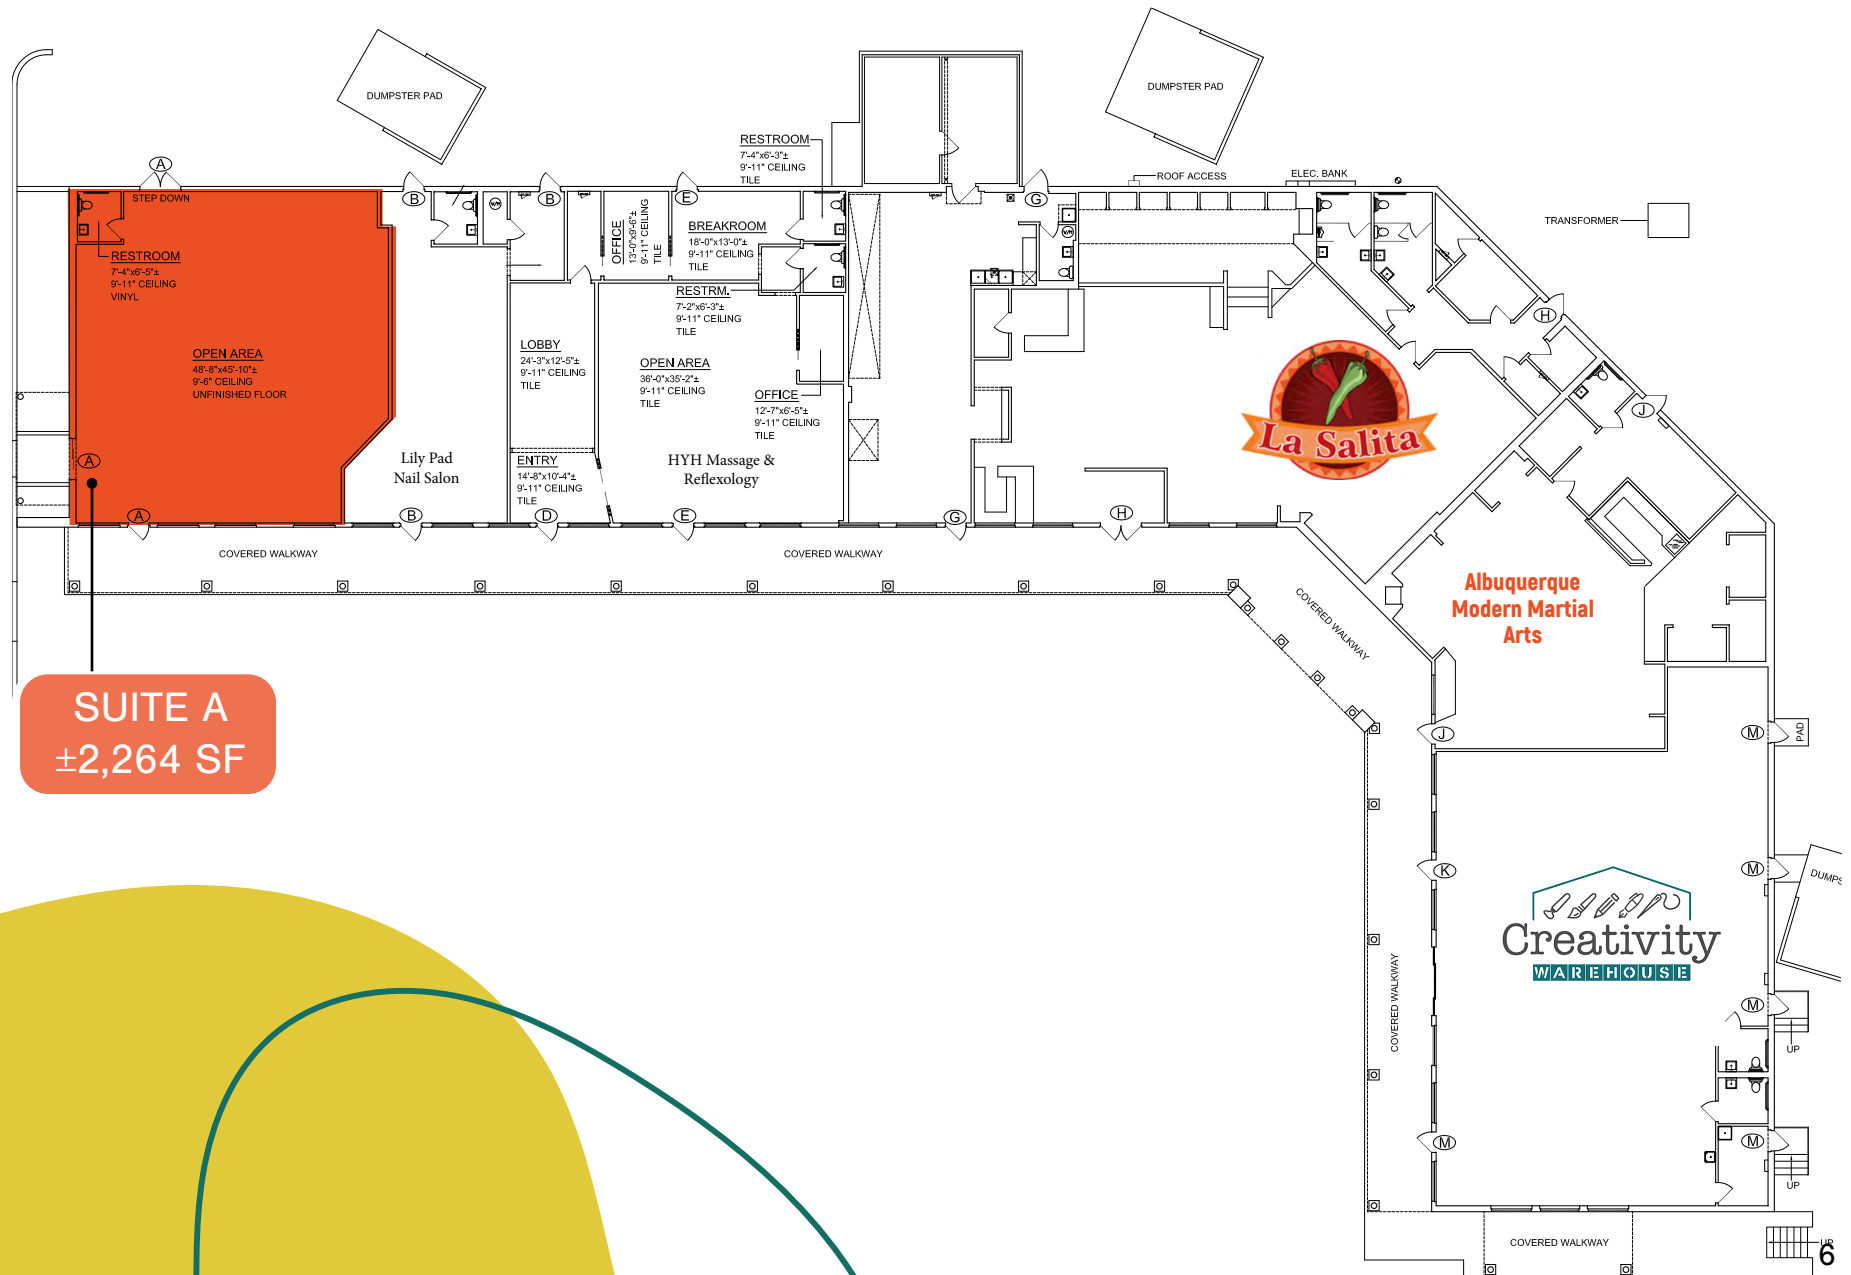 DUMPSTER PAD
DUMPSTER PAD
RESTROOM
7'-4"x6'-3"±
9'-11" CEILING
TILE
A
STEP DOWN
B
B
E
G
ROOF ACCESS
ELEC. BANK
TRANSFORMER
RESTROOM
7'-4"x6'-5"±
9'-11" CEILING
VINYL
OFFICE
13'-0"x9'-6"±
9'-11" CEILING
TILE
BREAKROOM
18'-0"x13'-0"±
9'-11" CEILING
TILE
RESTRM.
7'-2"x6'-3"±
9'-11" CEILING
TILE
OPEN AREA
48'-8"x45'-10"±
9'-6" CEILING
UNFINISHED FLOOR
LOBBY
24'-3"x12'-5"±
9'-11" CEILING
TILE
OPEN AREA
36'-0"x35'-2"±
9'-11" CEILING
TILE
OFFICE
12'-7"x6'-5"±
9'-11" CEILING
TILE
H
J
La Salita
A
Lily Pad
Nail Salon
ENTRY
14'-8"x10'-4"±
9'-11" CEILING
TILE
HYH Massage &
Reflexology
A
B
D
E
G
H
COVERED WALKWAY
COVERED WALKWAY
COVERED WALKWAY
Albuquerque
Modern Martial
Arts
SUITE A
±2,264 SF
J
M
PAD
K
M
DUMPS
Creativity
WAREHOUSE
COVERED WALKWAY
M
UP
M
M
UP
COVERED WALKWAY
UP
6